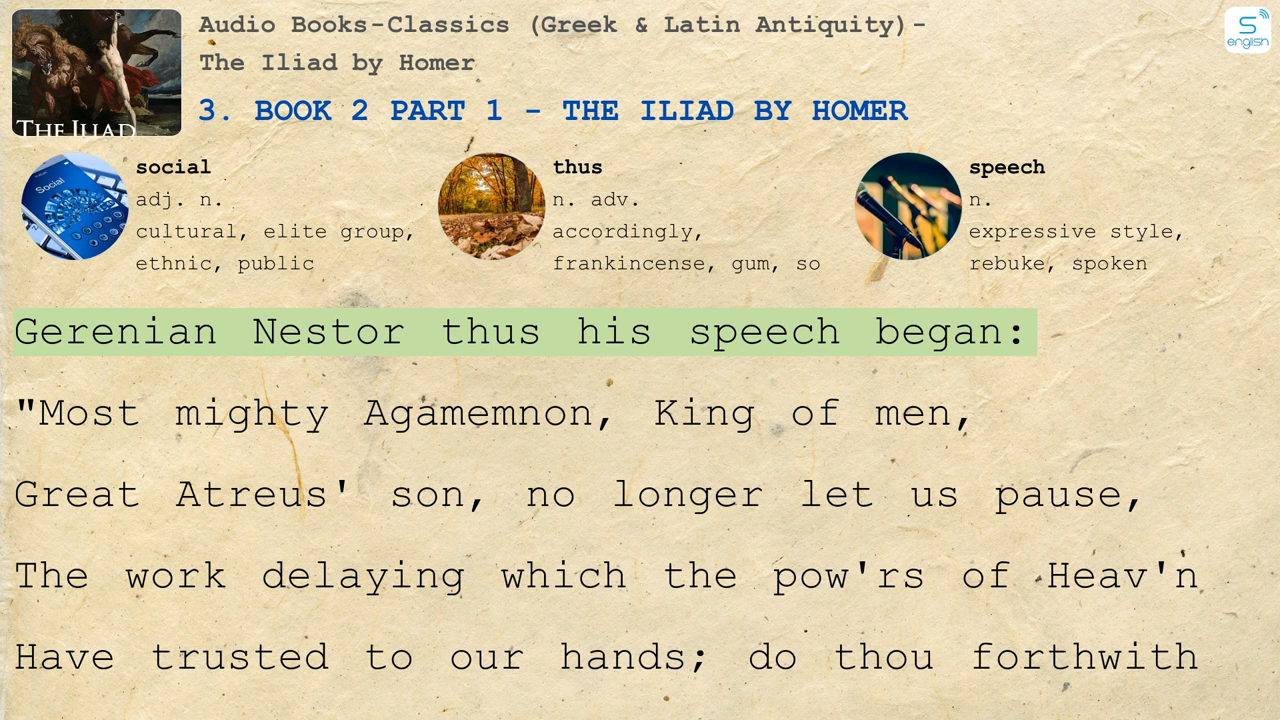 Audio Books-Classics (Greek & Latin Antiquity)-
The Iliad by Homer
3. BOOK 2 PART 1 - THE ILIAD BY HOMER
THE ILIAD
S
english
social
adj. n.
cultural, elite group,
ethnic, public
Social
thus
n. adv.
accordingly,
frankincense, gum, so
speech
n.
expressive style,
rebuke, spoken
Gerenian Nestor thus his speech began:
"Most mighty Agamemnon, King of men,
Great Atreus' son, no longer let us pause,
The work delaying which the pow'rs of Heav'n
Have trusted to our hands; do thou forthwith